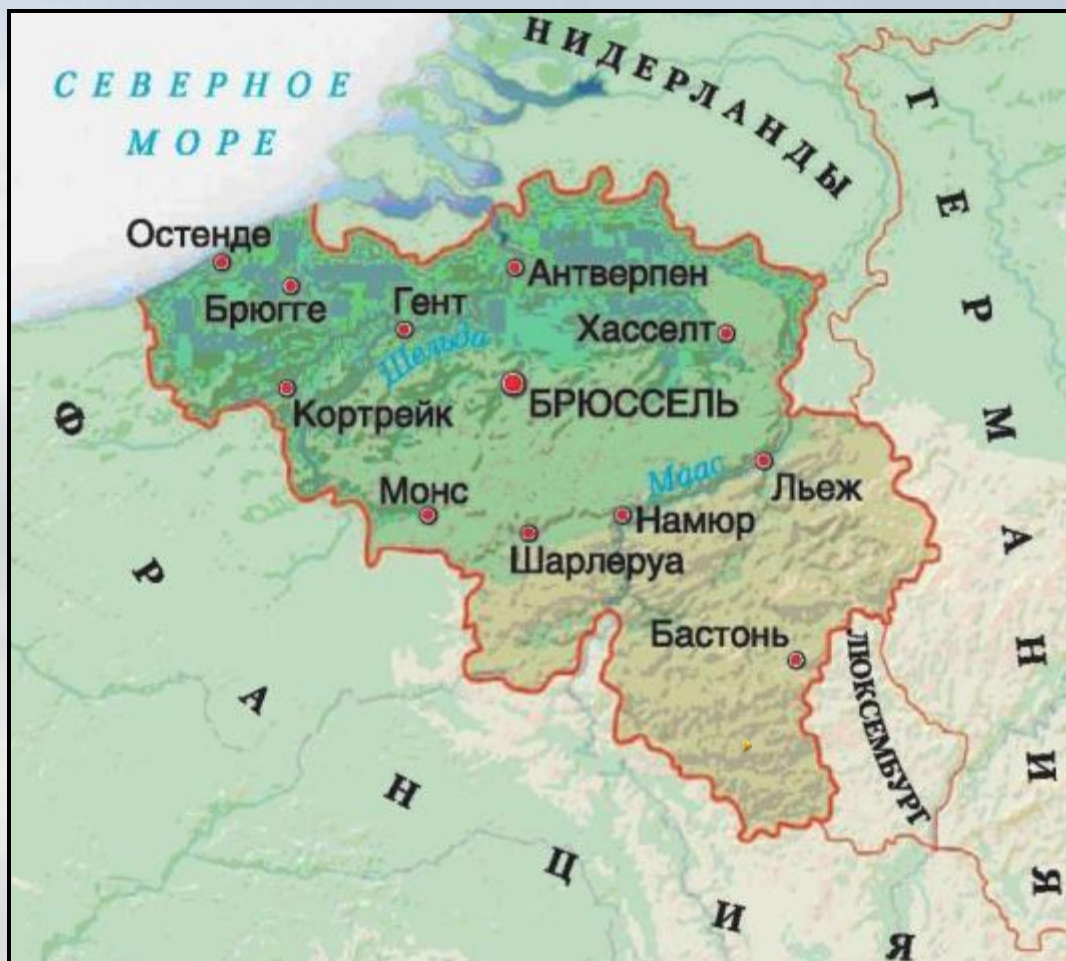 СЕВЕРНОЕ
МОРЕ
НИДЕРЛАНДЫ
ГЕРМАНИЯ
Остенде
Брюгге
Гент
Антверпен
Хасселт
Шельда
Кортрейк
БРЮССЕЛЬ
Маас
Льеж
Монс
Намюр
Шарлеруа
Бастонь
ЛЮКСЕМБУРГ
ФРАНЦИЯ